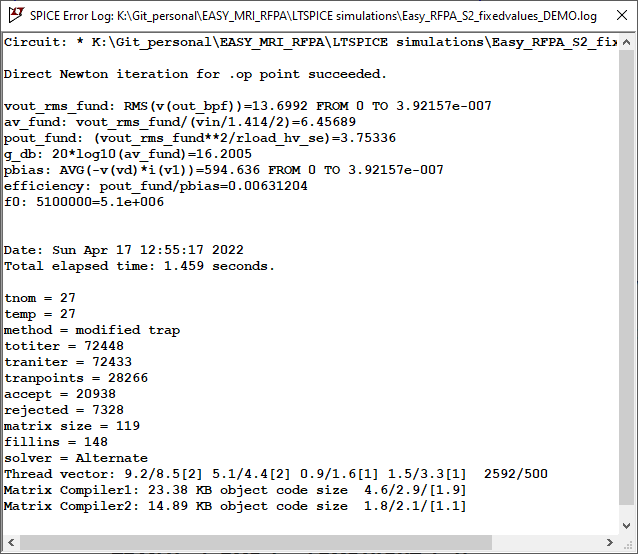 SPICE Error Log: K:\Git_personal\EASY_MRI_RFPA\LTSPICE simulations\Easy_RFPA_S2_fixedvalues_DEMO.log
Circuit: * K:\Git_personal\EASY_MRI_RFPA\LTSPICE simulations\Easy_RFPA_S2_fix
Direct Newton iteration for .op point succeeded.
vout_rms_fund: RMS(v(out_bpf))=13.6992 FROM 0 TO 3.92157e-007
av_fund: vout_rms_fund/(vin/1.414/2)=6.45689
pout_fund: (vout_rms_fund**2/rload_hv_se)=3.75336
g_db: 20*log10(av_fund)=16.2005
pbias: AVG(-v(vd)*i(v1))=594.636 FROM 0 TO 3.92157e-007
efficiency: pout_fund/pbias=0.00631204
f0: 5100000=5.1e+006
Date: Sun Apr 17 12:55:17 2022
Total elapsed time: 1.459 seconds.
tnom = 27
temp = 27
method = modified trap
totiter = 72448
traniter = 72433
tranpoints = 28266
accept = 20938
rejected = 7328
matrix size = 119
fillins = 148
solver = Alternate
Thread vector: 9.2/8.5[2] 5.1/4.4[2] 0.9/1.6[1] 1.5/3.3[1]  2592/500
Matrix Compiler1: 23.38 KB object code size  4.6/2.9/[1.9]
Matrix Compiler2: 14.89 KB object code size  1.8/2.1/[1.1]